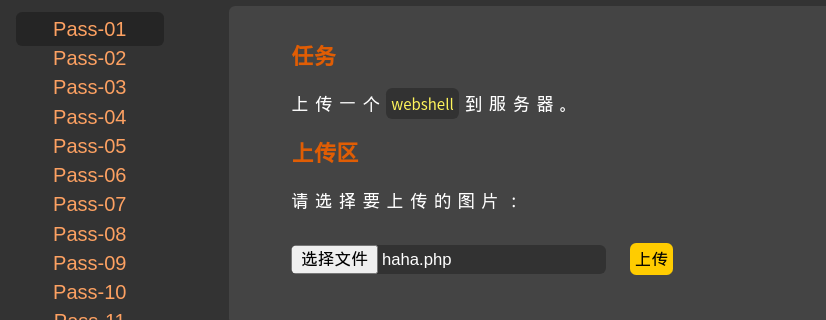 Pass-01
Pass-02
Pass-03
Pass-04
Pass-05
Pass-06
Pass-07
Pass-08
Pass-09
Pass-10
Pass-11
任务
上传一个 webshell 到服务器。
上传区
请选择要上传的图片：
选择文件 haha.php 上传